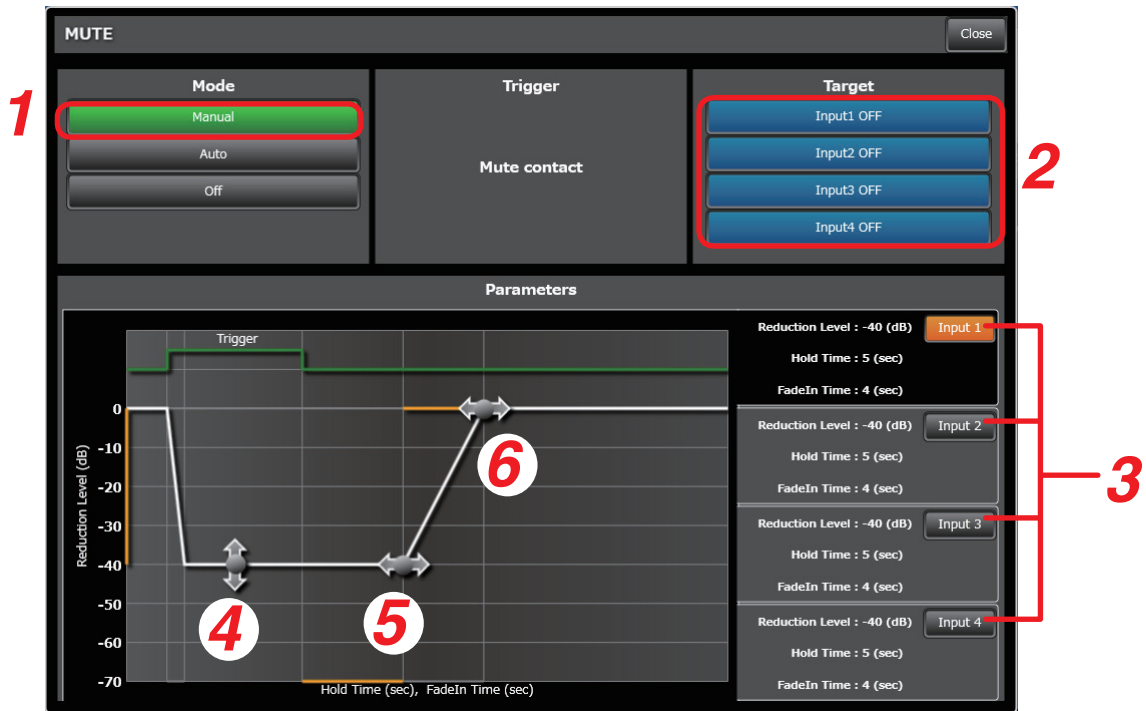 MUTE
Close
1
Mode
Manual
Auto
Off
Trigger
Mute contact
Target
Input1 OFF
Input2 OFF
Input3 OFF
Input4 OFF
2
Parameters
Trigger
Reduction Level (dB)
0
-10
-20
-30
-40
-50
-60
-70
4
5
6
Hold Time (sec), FadeIn Time (sec)
Reduction Level : -40 (dB) Input 1
Hold Time : 5 (sec)
FadeIn Time : 4 (sec)
Reduction Level : -40 (dB) Input 2
Hold Time : 5 (sec)
FadeIn Time : 4 (sec)
Reduction Level : -40 (dB) Input 3
Hold Time : 5 (sec)
FadeIn Time : 4 (sec)
Reduction Level : -40 (dB) Input 4
Hold Time : 5 (sec)
FadeIn Time : 4 (sec)
3